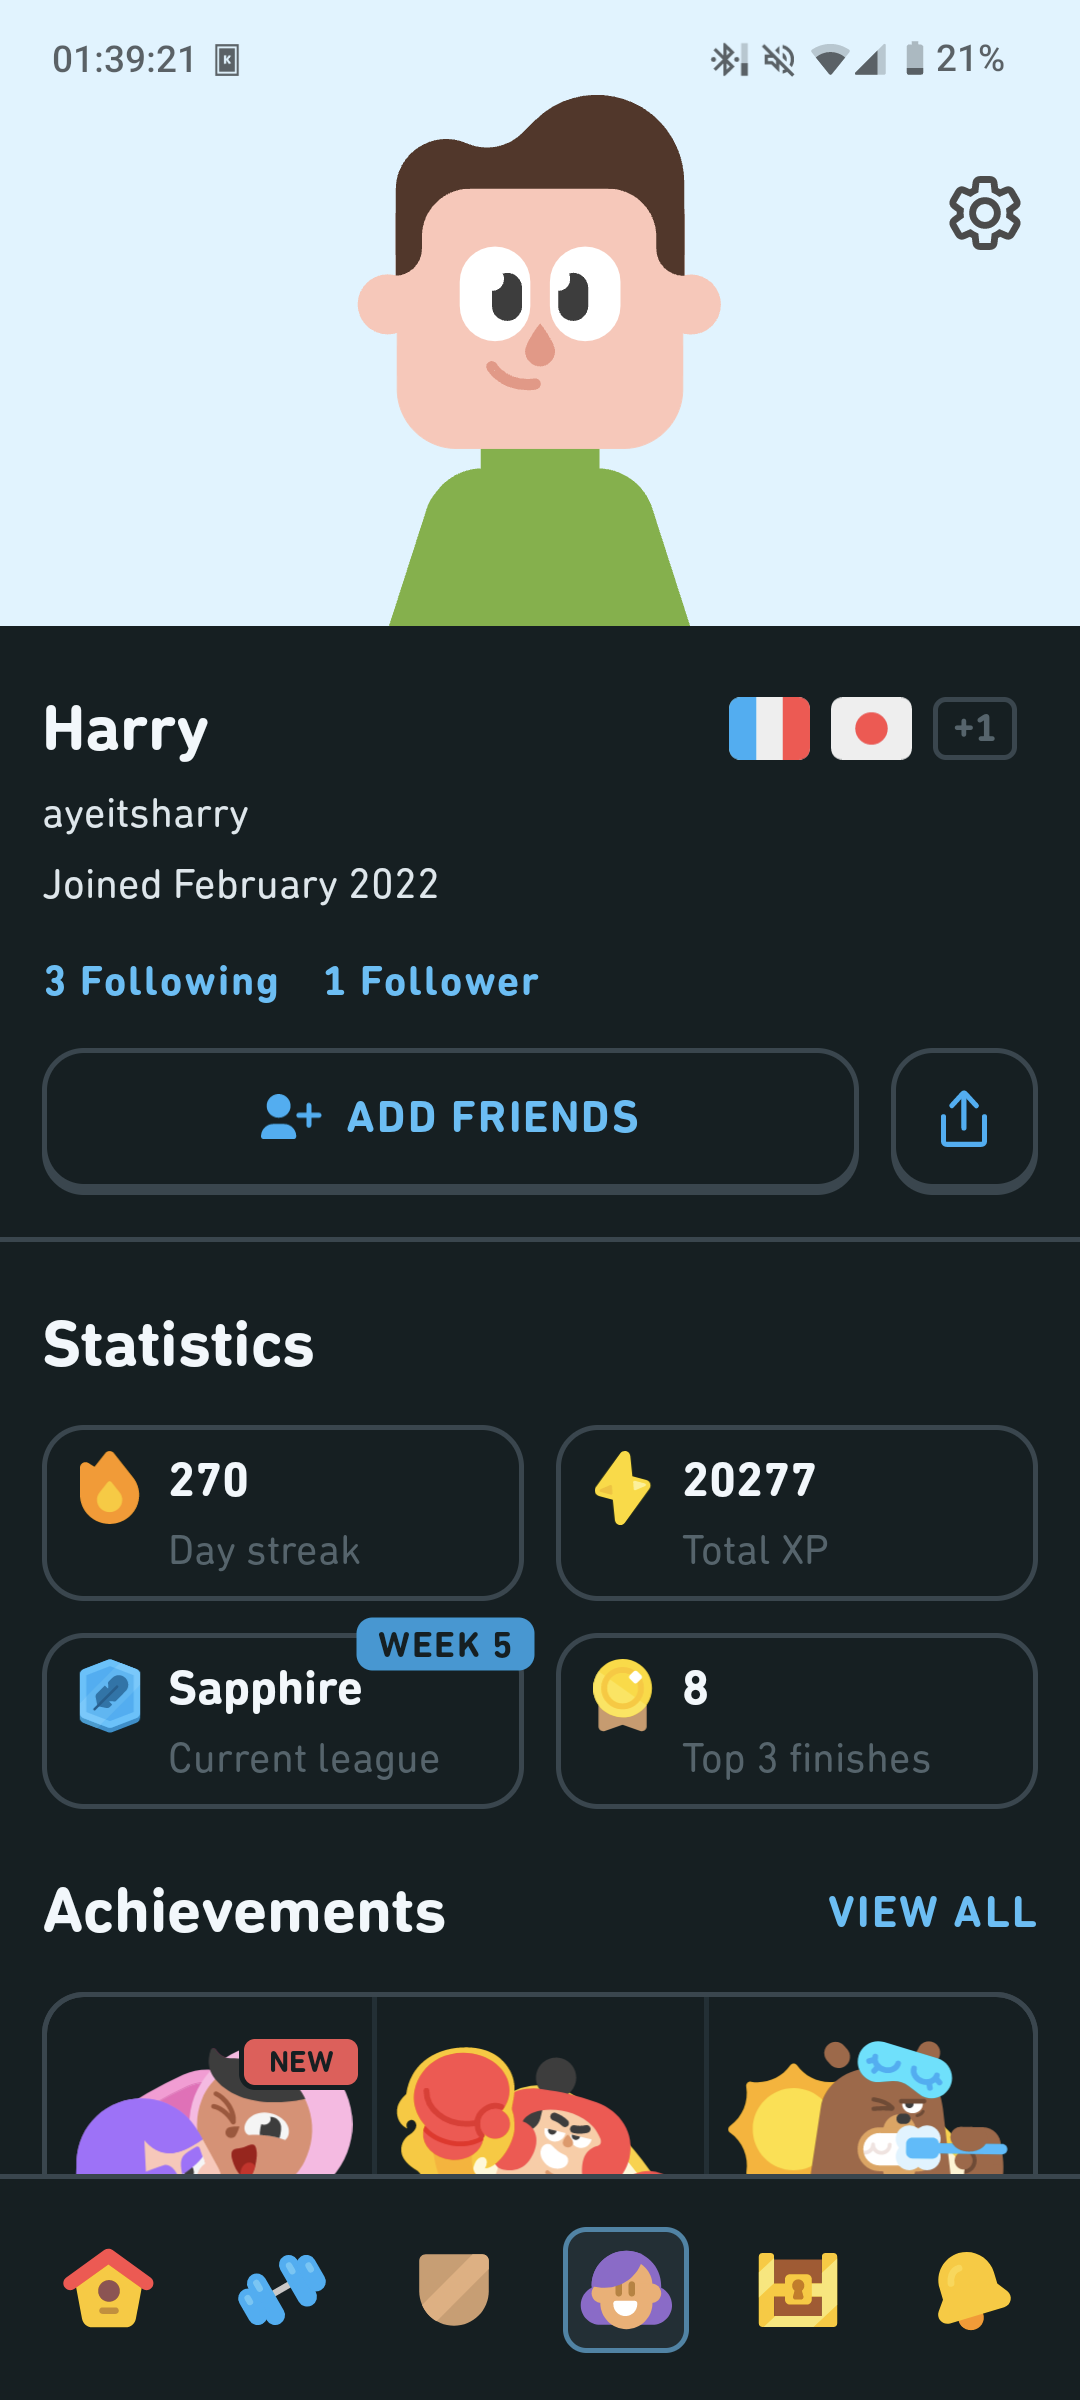 01:39:21 K 21%
Harry +1
ayeitsharry
Joined February 2022
3 Following 1 Follower
ADD FRIENDS
Statistics
270
Day streak
20277
Total XP
WEEK 5
Sapphire
Current league
8
Top 3 finishes
Achievements VIEW ALL
NEW